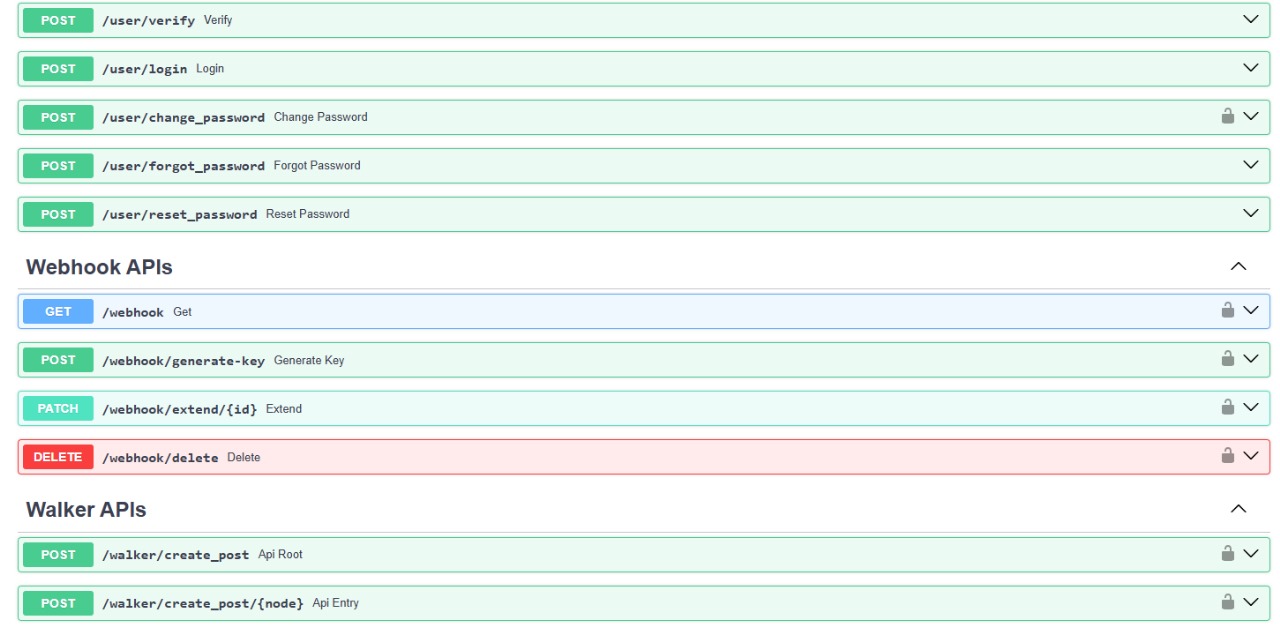 POST /user/verify Verify
POST /user/login Login
POST /user/change_password Change Password
POST /user/forgot_password Forgot Password
POST /user/reset_password Reset Password
Webhook APIs
GET /webhook Get
POST /webhook/generate-key Generate Key
PATCH /webhook/extend/{id} Extend
DELETE /webhook/delete Delete
Walker APIs
POST /walker/create_post Api Root
POST /walker/create_post/{node} Api Entry